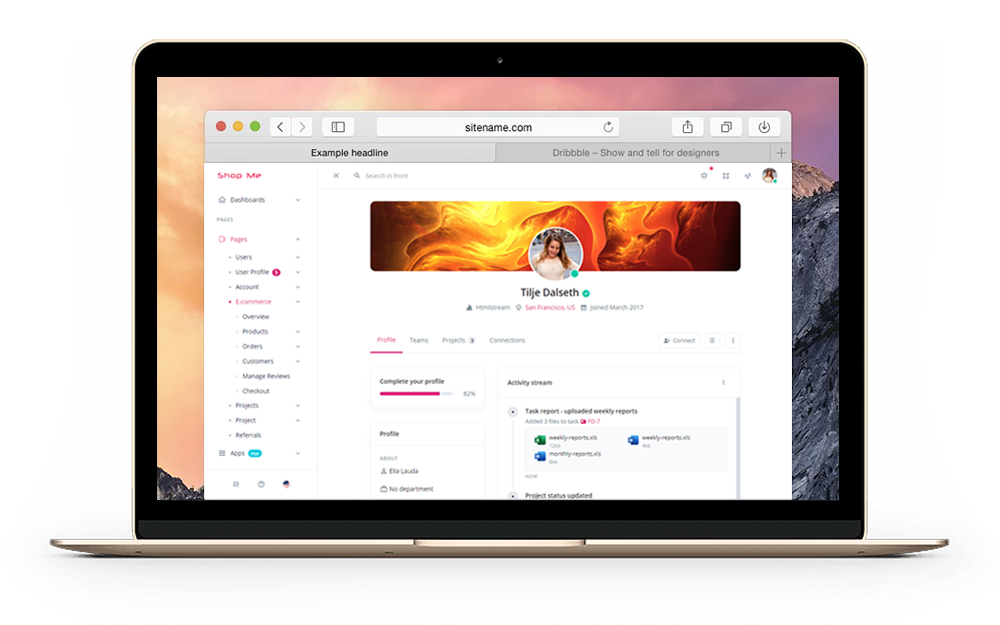 sitename.com
Example headline
Dribbble – Show and tell for designers
Shop Me
Search in front
Dashboards
PAGES
Pages
Users
User Profile 5
Account
E-commerce
Overview
Products
Orders
Customers
Manage Reviews
Checkout
Projects
Project
Referrals
Apps
Tilje Dalseth
Htmlstream San Francisco, US Joined March 2017
Profile Teams Projects 3 Connections
Connect
Complete your profile
82%
Profile
ABOUT
Ella Lauda
No department
Activity stream
Task report - uploaded weekly reports
Added 3 files to task FD-7
weekly-reports.xls weekly-reports.xls
12kb 4kb
monthly-reports.xls
8kb
NOW
Project status updated